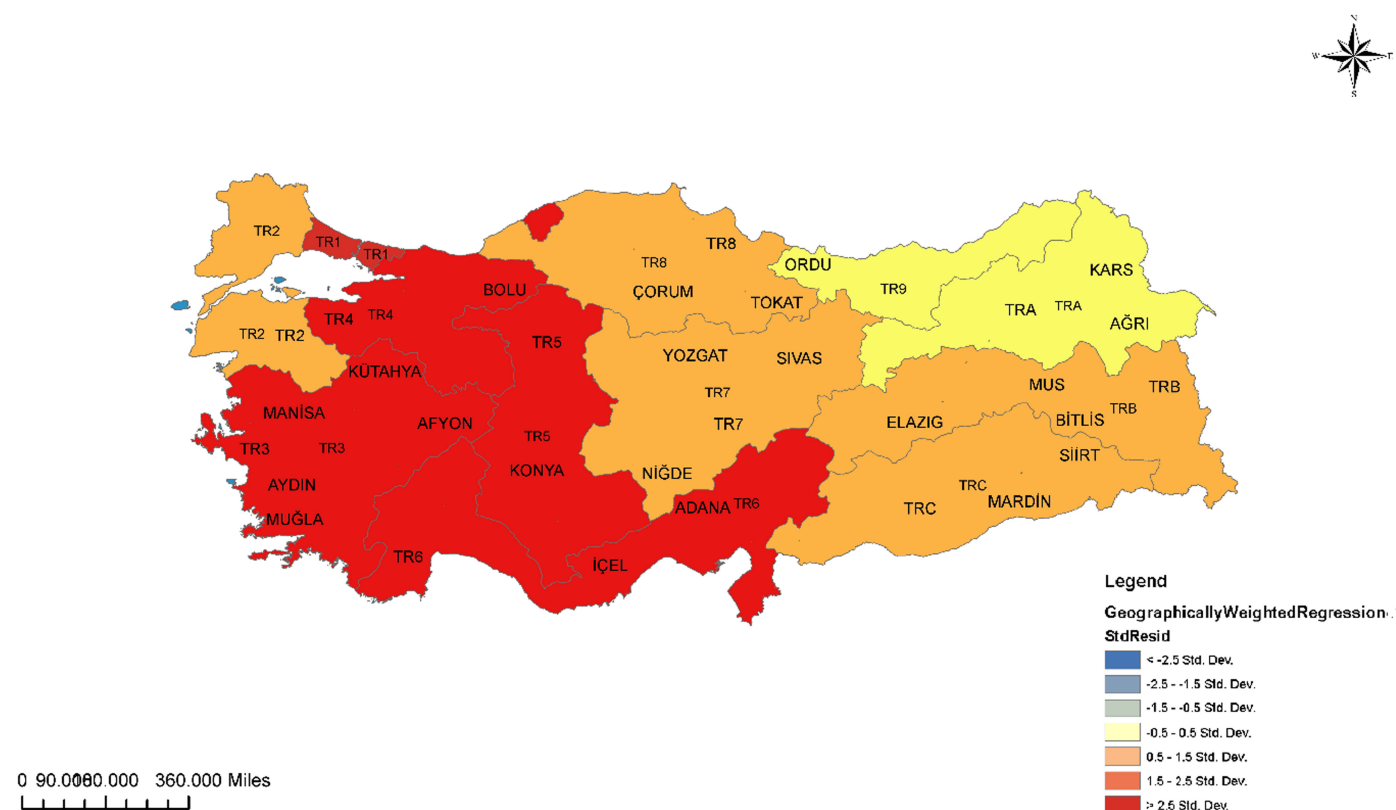 N
W
E
S
TR2
TR1
TR1
TR8
TR8
ORDU
KARS
TR9
BOLU
ÇORUM
TOKAT
TRA
TRA
AĞRI
TR4
TR4
TR2
TR2
TR5
YOZGAT
SIVAS
KÜTAHYA
MUS
TRB
TR7
TRB
MANİSA
AFYON
TR7
ELAZIG
BİTLİS
TR3
TR3
TR5
SİİRT
KONYA
NİĞDE
AYDIN
TRC
MARDİN
ADANA
TR6
TRC
MUĞLA
TR6
İÇEL
Legend
GeographicallyWeightedRegression
StdResid
< -2.5 Std. Dev.
-2.5 - -1.5 Std. Dev.
-1.5 - -0.5 Std. Dev.
-0.5 - 0.5 Std. Dev.
0.5 - 1.5 Std. Dev.
1.5 - 2.5 Std. Dev.
> 2.5 Std. Dev.
0 360.000 Miles